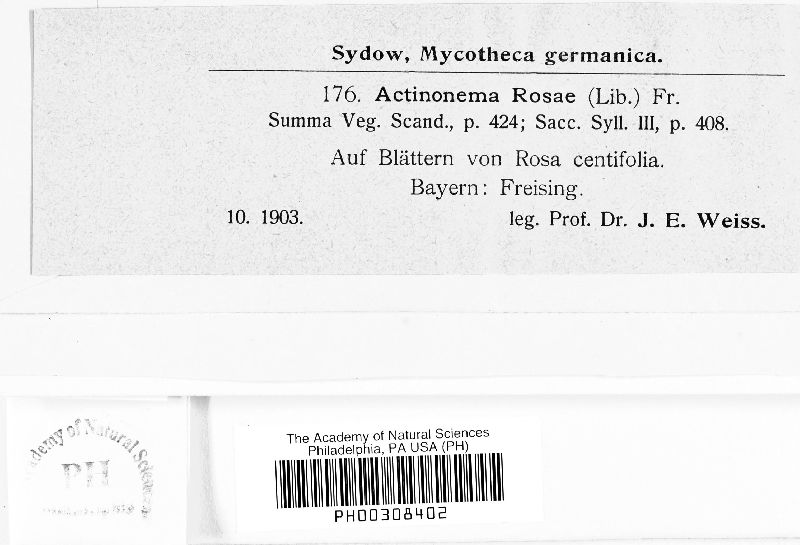 Sydow, Mycotheca germanica.
176. Actinonema Rosae (Lib.) Fr.
Summa Veg. Scand., p. 424; Sacc. Syll. III, p. 408.
Auf Blättern von Rosa centifolia.
Bayern: Freising.
10. 1903. leg. Prof. Dr. J. E. Weiss.
Academy of Natural Sciences
PH
The Academy of Natural Sciences
Philadelphia, PA USA (PH)
PH00308402